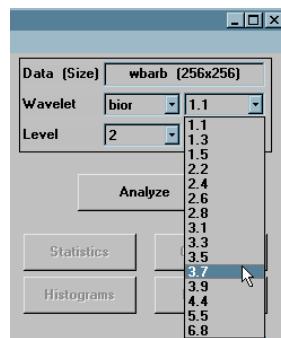 Data (Size) wbarb (256x256)
Wavelet bior 1.1
Level 2
1.1
1.3
1.5
2.2
2.4
2.6
2.8
3.1
3.3
3.5
3.7
3.9
4.4
5.5
6.8
Analyze
Statistics
Histograms